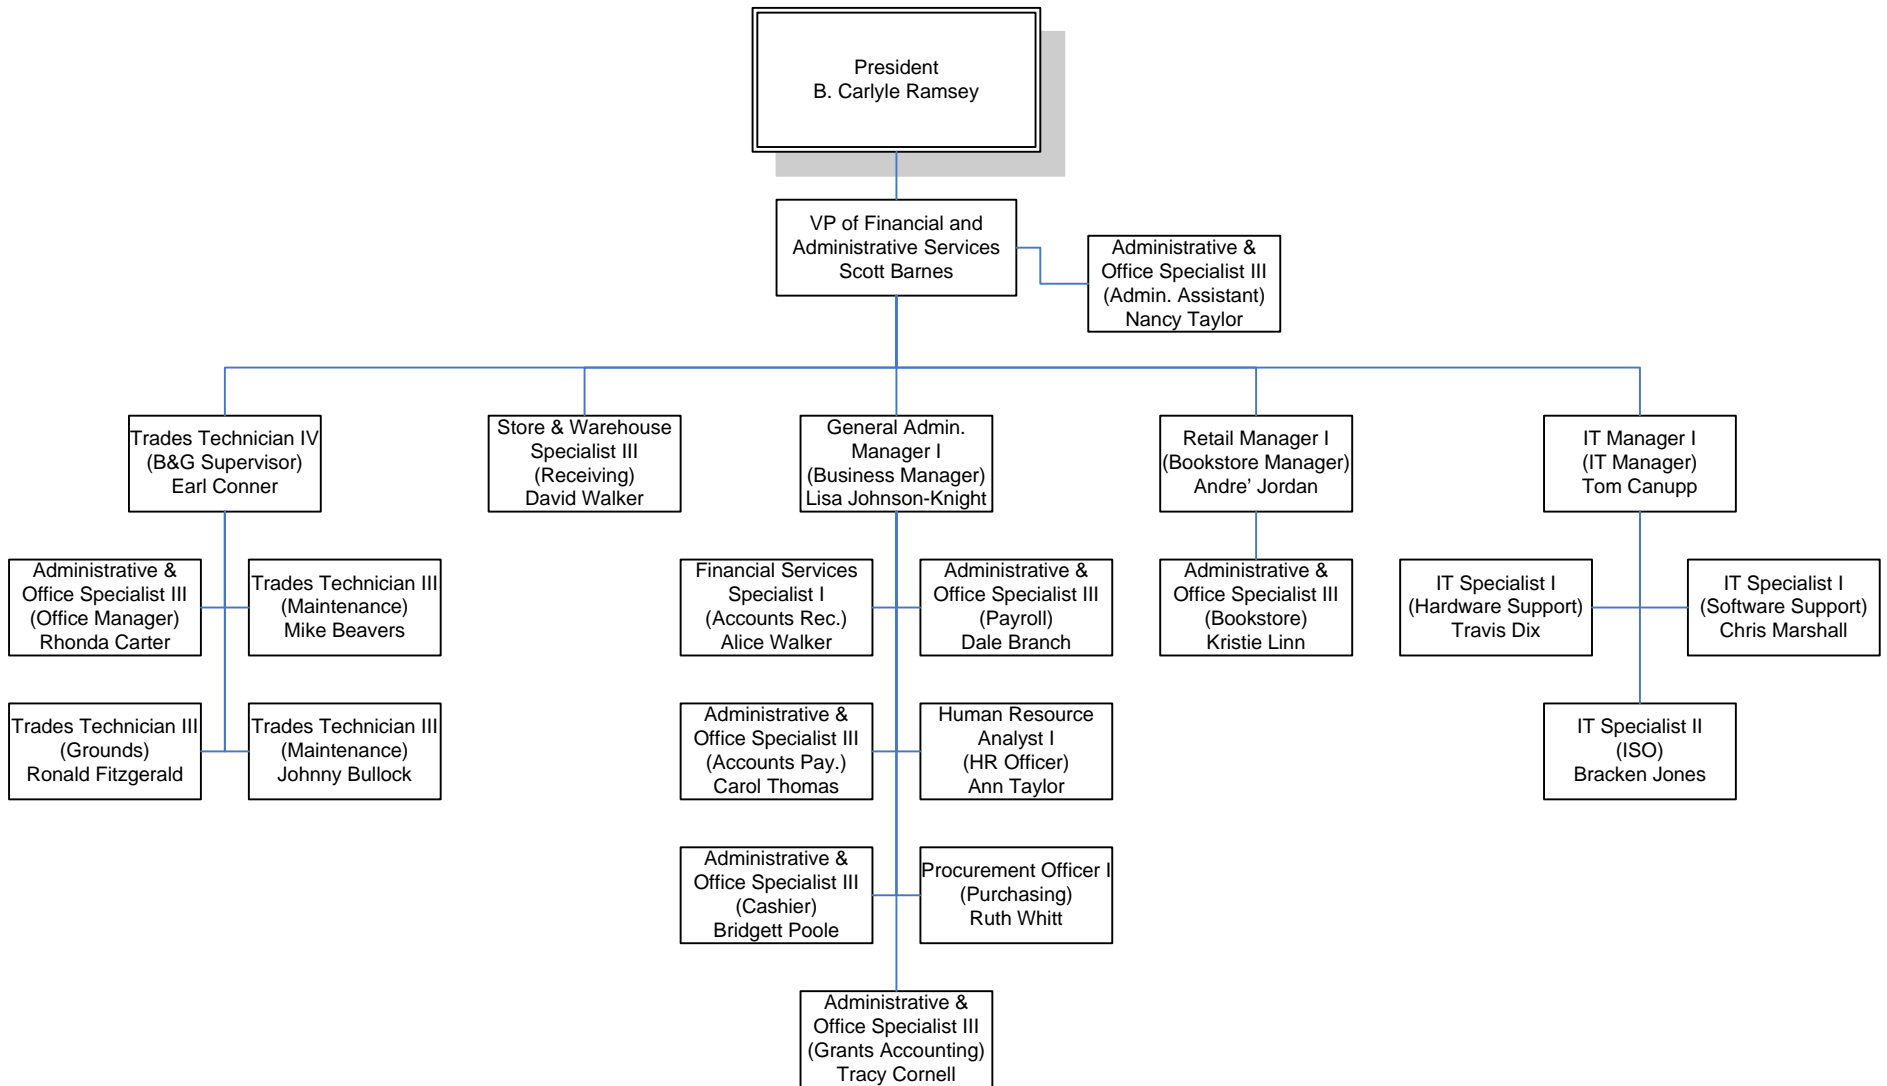 President
B. Carlyle Ramsey
VP of Financial and
Administrative Services
Scott Barnes
Administrative &
Office Specialist III
(Admin. Assistant)
Nancy Taylor
Trades Technician IV
(B&G Supervisor)
Earl Conner
Store & Warehouse
Specialist III
(Receiving)
David Walker
General Admin.
Manager I
(Business Manager)
Lisa Johnson-Knight
Retail Manager I
(Bookstore Manager)
Andre’ Jordan
IT Manager I
(IT Manager)
Tom Canupp
Administrative &
Office Specialist III
(Office Manager)
Rhonda Carter
Trades Technician III
(Maintenance)
Mike Beavers
Financial Services
Specialist I
(Accounts Rec.)
Alice Walker
Administrative &
Office Specialist III
(Payroll)
Dale Branch
Administrative &
Office Specialist III
(Bookstore)
Kristie Linn
IT Specialist I
(Hardware Support)
Travis Dix
IT Specialist I
(Software Support)
Chris Marshall
Trades Technician III
(Grounds)
Ronald Fitzgerald
Trades Technician III
(Maintenance)
Johnny Bullock
Administrative &
Office Specialist III
(Accounts Pay.)
Carol Thomas
Human Resource
Analyst I
(HR Officer)
Ann Taylor
IT Specialist II
(ISO)
Bracken Jones
Administrative &
Office Specialist III
(Cashier)
Bridgett Poole
Procurement Officer I
(Purchasing)
Ruth Whitt
Administrative &
Office Specialist III
(Grants Accounting)
Tracy Cornell